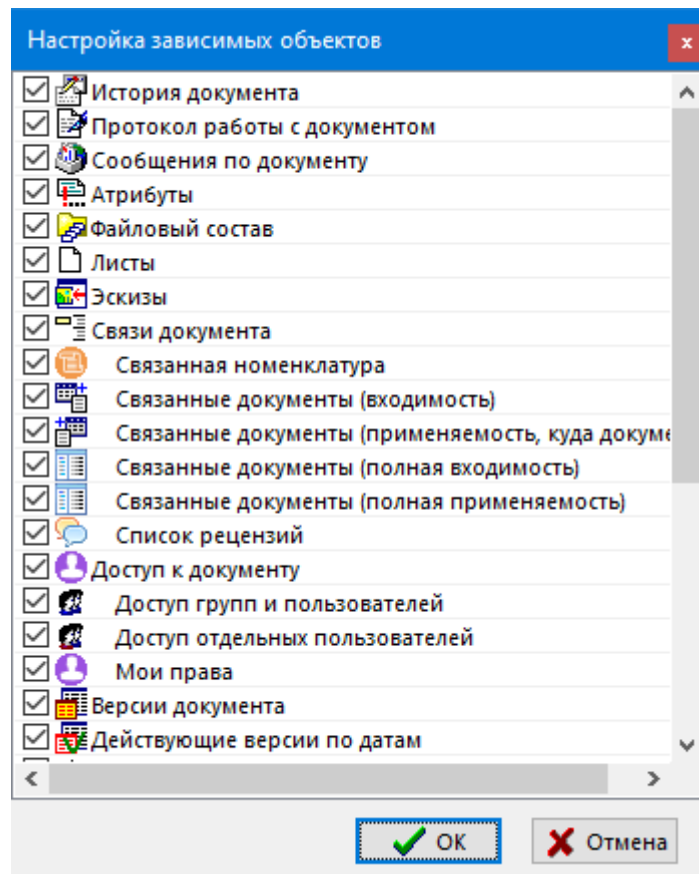 Настройка зависимых объектов
История документа
Протокол работы с документом
Сообщения по документу
Атрибуты
Файловый состав
Листы
Эскизы
Связи документа
Связанная номенклатура
Связанные документы (входимость)
Связанные документы (применяемость, куда докуме
Связанные документы (полная входимость)
Связанные документы (полная применяемость)
Список рецензий
Доступ к документу
Доступ групп и пользователей
Доступ отдельных пользователей
Мои права
Версии документа
Действующие версии по датам
ОК Отмена